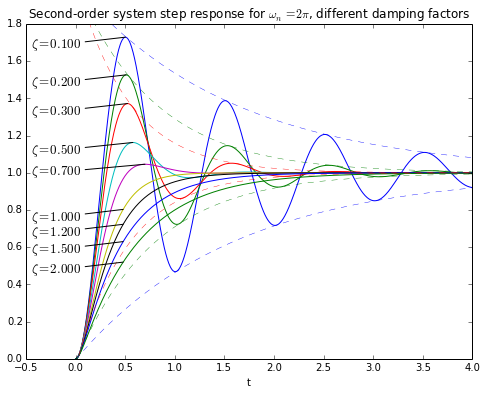 Second-order system step response for ωₙ = 2π, different damping factors
1.8
1.6
1.4
1.2
1.0
0.8
0.6
0.4
0.2
0.0
ζ=0.100
ζ=0.200
ζ=0.300
ζ=0.500
ζ=0.700
ζ=1.000
ζ=1.200
ζ=1.500
ζ=2.000
−0.5 0.0 0.5 1.0 1.5 2.0 2.5 3.0 3.5 4.0
t